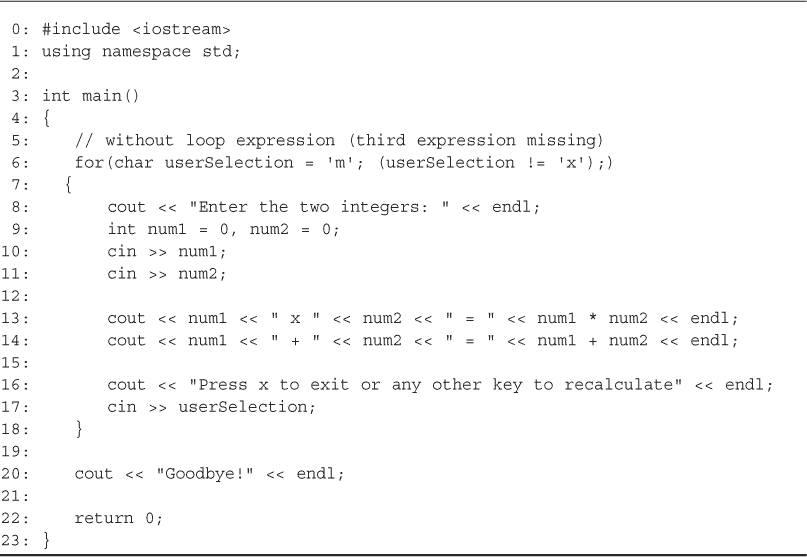 0: #include <iostream>
1: using namespace std;
2:
3: int main()
4: {
5:    // without loop expression (third expression missing)
6:    for(char userSelection = 'm'; (userSelection != 'x');)
7:   {
8:       cout << "Enter the two integers: " << endl;
9:       int num1 = 0, num2 = 0;
10:       cin >> num1;
11:       cin >> num2;
12:
13:       cout << num1 << " x " << num2 << " = " << num1 * num2 << endl;
14:       cout << num1 << " + " << num2 << " = " << num1 + num2 << endl;
15:
16:       cout << "Press x to exit or any other key to recalculate" << endl;
17:       cin >> userSelection;
18:    }
19:
20:    cout << "Goodbye!" << endl;
21:
22:    return 0;
23: }